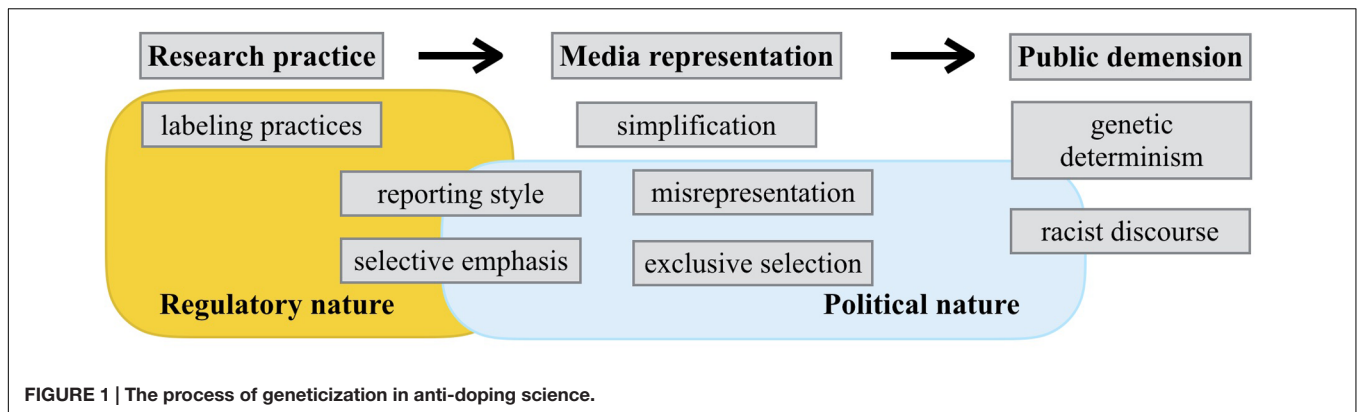 Research practice
Media representation
Public demension
labeling practices
simplification
genetic
determinism
reporting style
misrepresentation
racist discourse
selective emphasis
exclusive selection
Regulatory nature
Political nature
FIGURE 1 | The process of geneticization in anti-doping science.